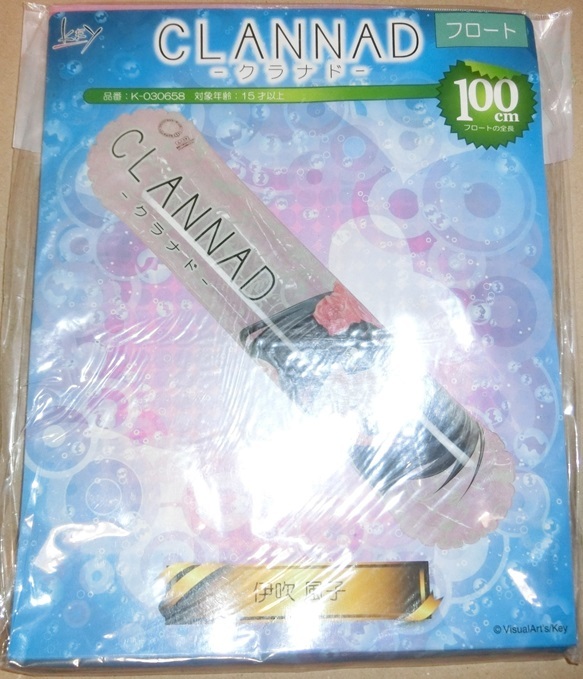 key
CLANNAD
-クラナド-
フロート
品番：K-030658 対象年齢：15才以上
100
cm
フロートの全長
CLANNAD
-クラナド-
伊吹 風子
© VisualArt's/Key